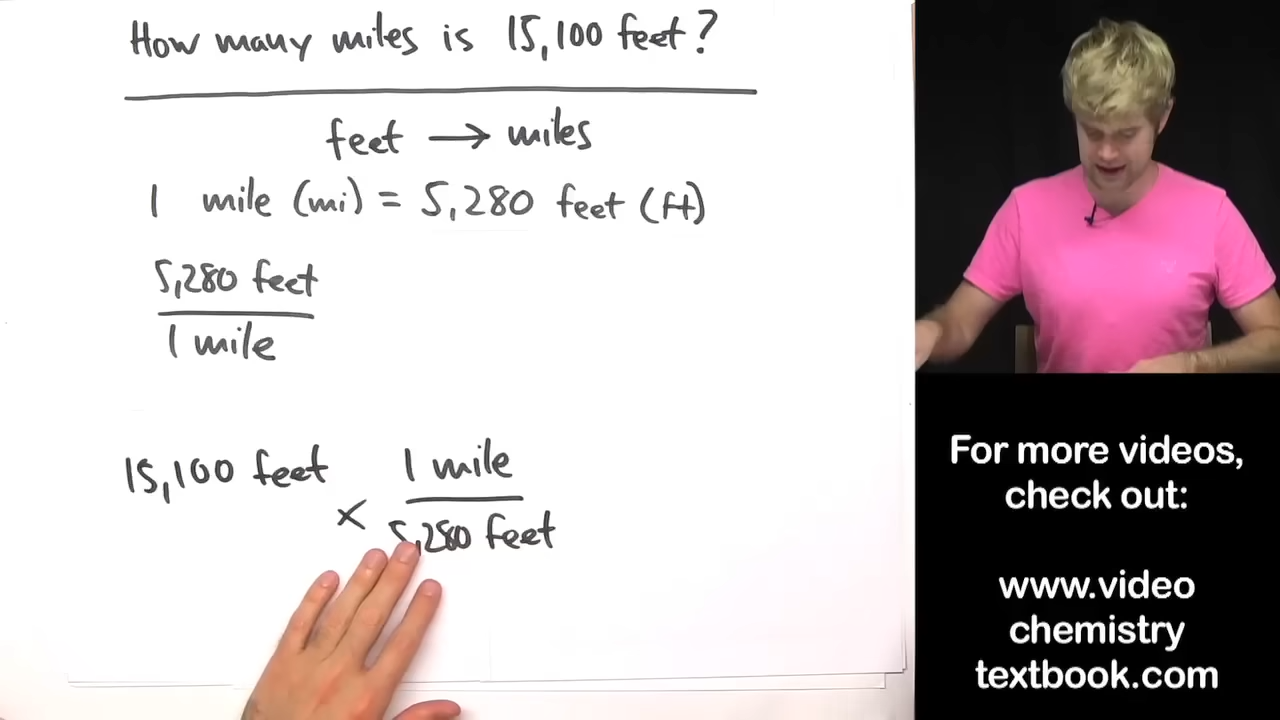 How many miles is 15,100 feet?
feet → miles
1 mile (mi) = 5,280 feet (ft)
5,280 feet
1 mile
15,100 feet × 1 mile
5,280 feet
For more videos,
check out:
www.video
chemistry
textbook.com